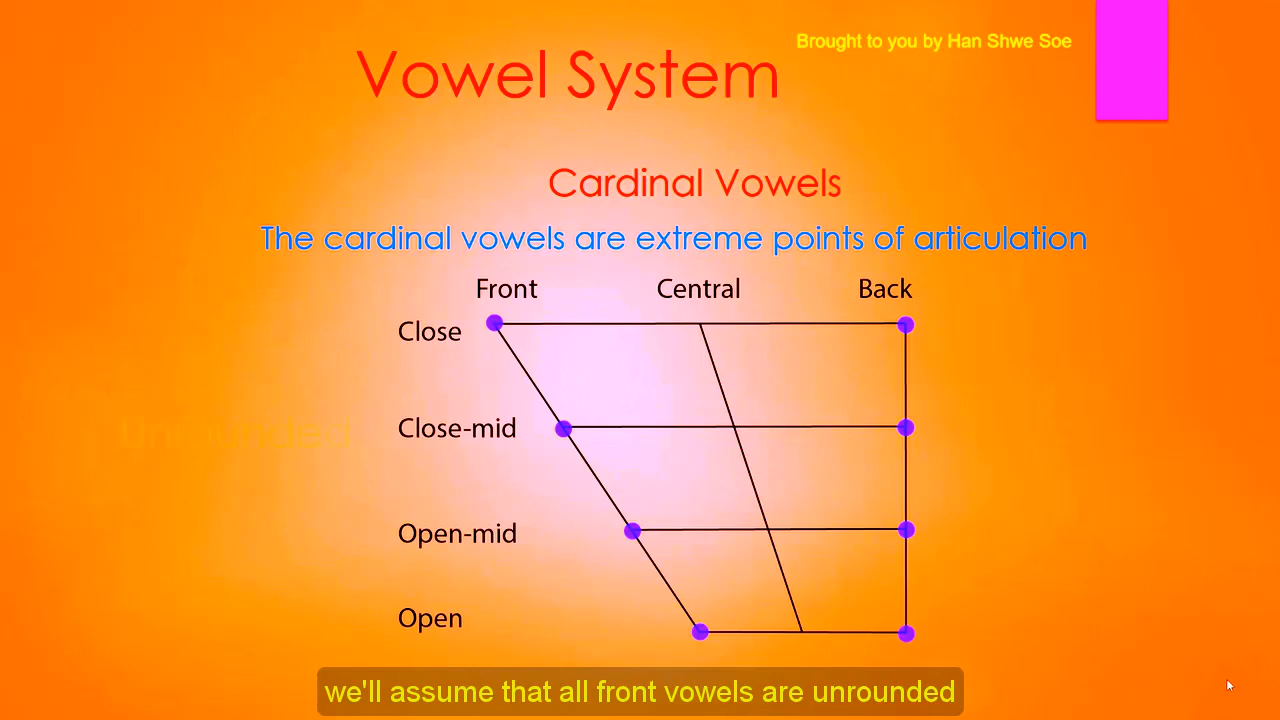 Brought to you by Han Shwe Soe
Vowel System
Cardinal Vowels
The cardinal vowels are extreme points of articulation
Front Central Back
Close
Close-mid
Unrounded
Open-mid
Open
we'll assume that all front vowels are unrounded